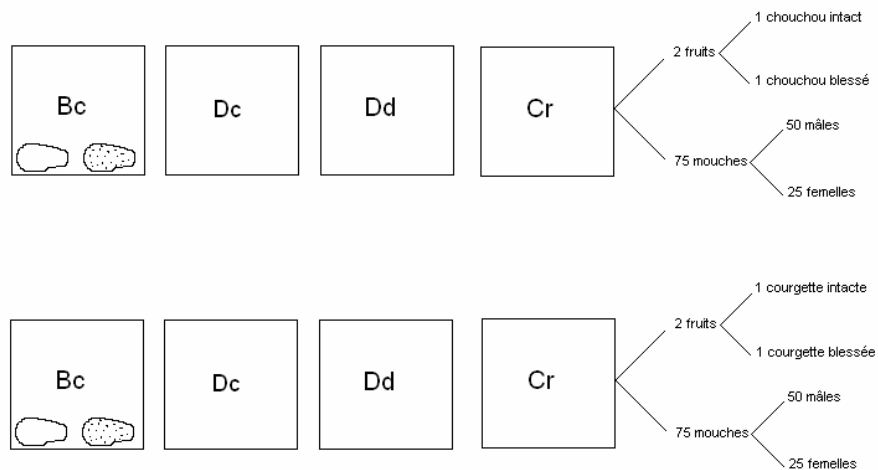 1 chouchou intact
2 fruits
1 chouchou blessé
Bc
Dc
Dd
Cr
50 mâles
75 mouches
25 femelles
1 courgette intacte
2 fruits
1 courgette blessée
Bc
Dc
Dd
Cr
50 mâles
75 mouches
25 femelles